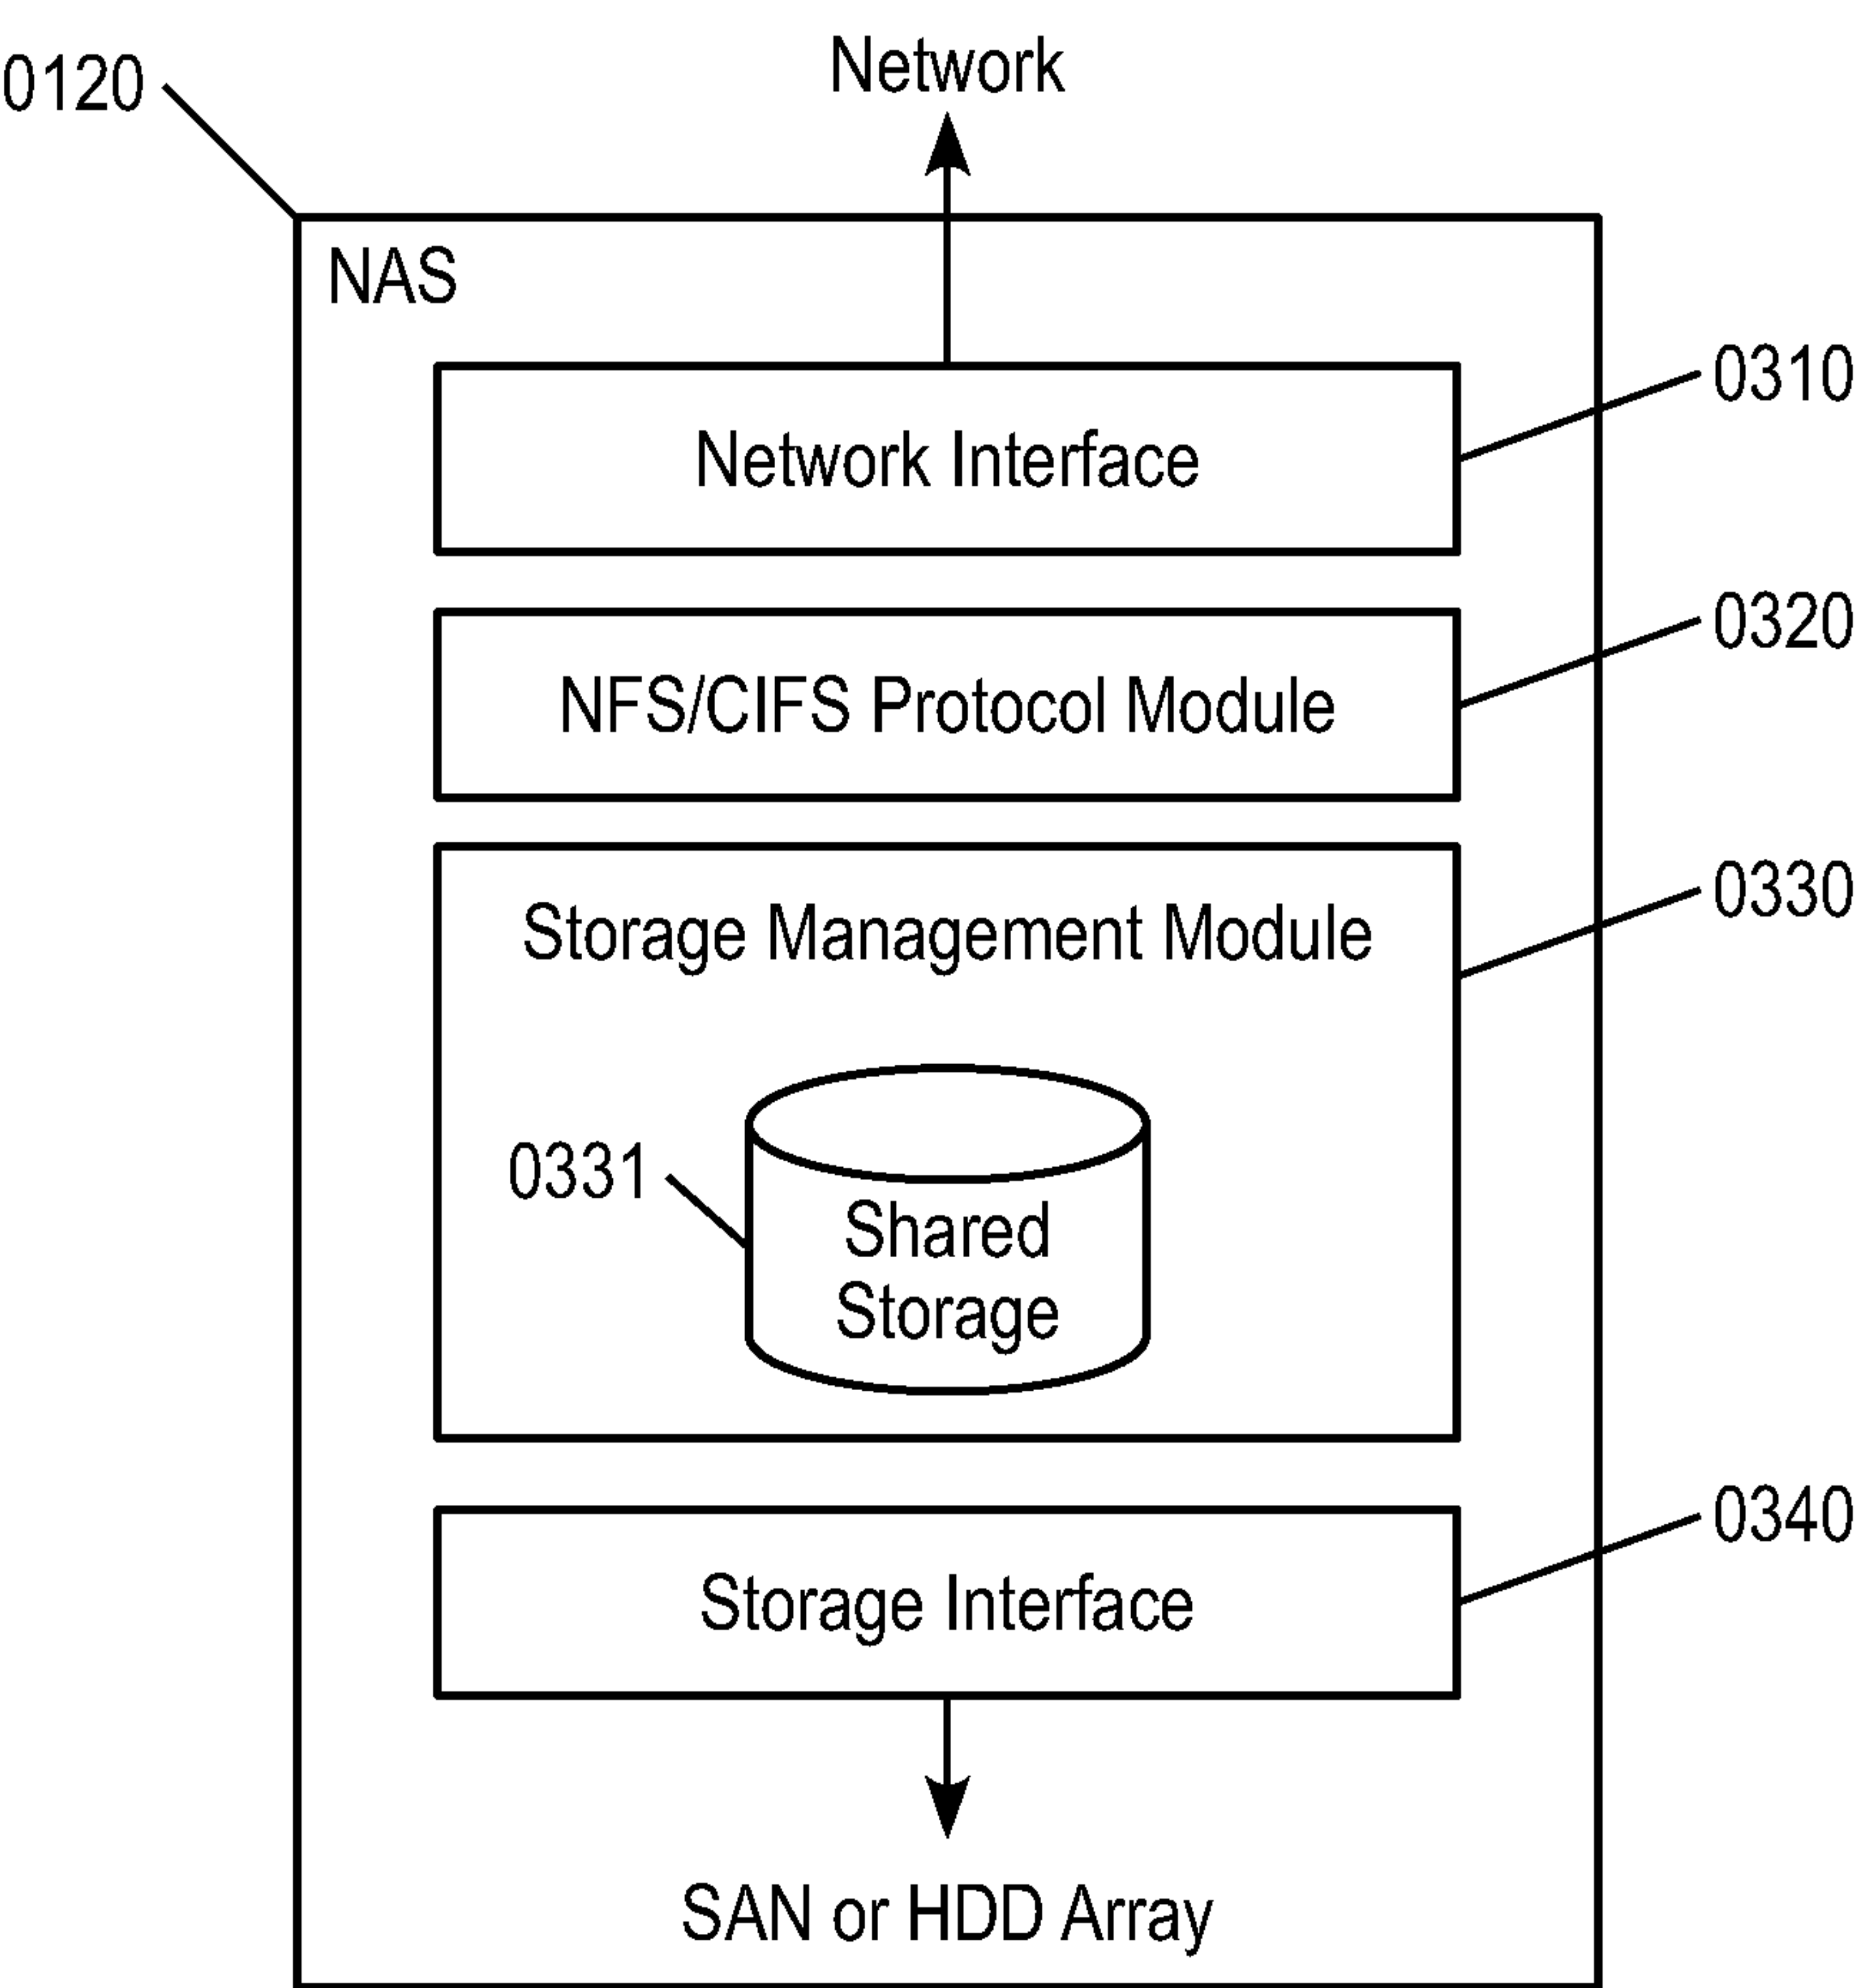 0120
Network
NAS
Network Interface
0310
NFS/CIFS Protocol Module
0320
Storage Management Module
0330
0331
Shared
Storage
Storage Interface
0340
SAN or HDD Array